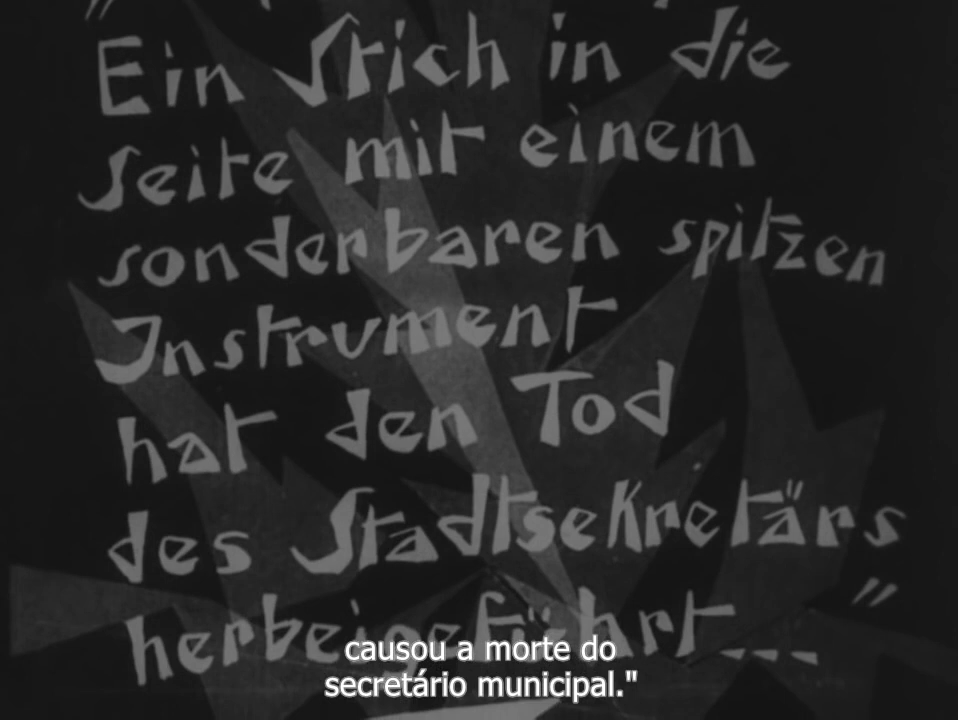 "Ein Stich in die
Seite mit einem
sonderbaren spitzen
Instrument
hat den Tod
des Stadtsekretärs
herbeigeführt..."
causou a morte do
secretário municipal."